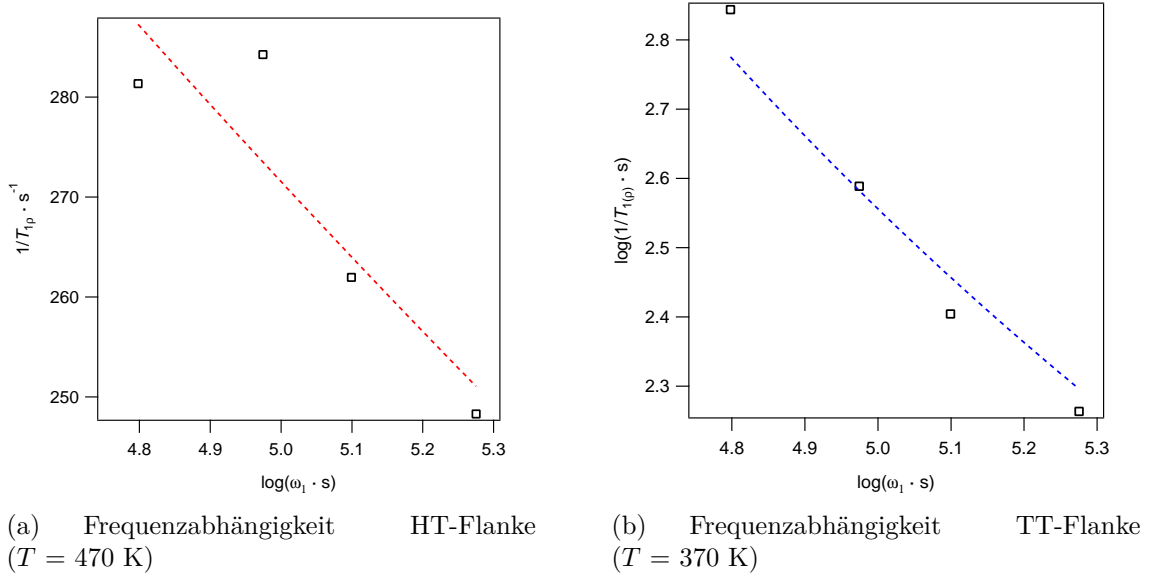 280
270
260
250
1/T1ρ · s-1
4.8 4.9 5.0 5.1 5.2 5.3
log(ω1 · s)
2.8
2.7
2.6
2.5
2.4
2.3
log(1/T1(ρ) · s)
4.8 4.9 5.0 5.1 5.2 5.3
log(ω1 · s)
(a) Frequenzabhängigkeit HT-Flanke
(T = 470 K)
(b) Frequenzabhängigkeit TT-Flanke
(T = 370 K)